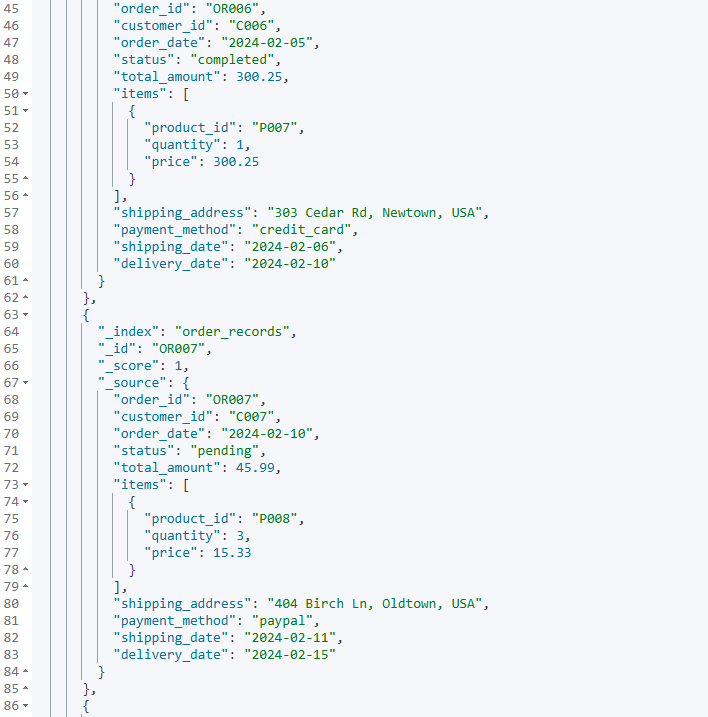 45 "order_id": "OR006",
46 "customer_id": "C006",
47 "order_date": "2024-02-05",
48 "status": "completed",
49 "total_amount": 300.25,
50 "items": [
51 {
52 "product_id": "P007",
53 "quantity": 1,
54 "price": 300.25
55 }
56 ],
57 "shipping_address": "303 Cedar Rd, Newtown, USA",
58 "payment_method": "credit_card",
59 "shipping_date": "2024-02-06",
60 "delivery_date": "2024-02-10"
61 }
62 },
63 {
64 "_index": "order_records",
65 "_id": "OR007",
66 "_score": 1,
67 "_source": {
68 "order_id": "OR007",
69 "customer_id": "C007",
70 "order_date": "2024-02-10",
71 "status": "pending",
72 "total_amount": 45.99,
73 "items": [
74 {
75 "product_id": "P008",
76 "quantity": 3,
77 "price": 15.33
78 }
79 ],
80 "shipping_address": "404 Birch Ln, Oldtown, USA",
81 "payment_method": "paypal",
82 "shipping_date": "2024-02-11",
83 "delivery_date": "2024-02-15"
84 }
85 },
86 {